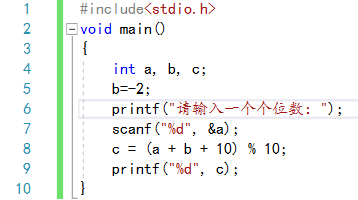 1 #include<stdio.h>
2 void main()
3 {
4 int a, b, c;
5 b=-2;
6 printf("请输入一个个位数: ");
7 scanf("%d", &a);
8 c = (a + b + 10) % 10;
9 printf("%d", c);
10 }